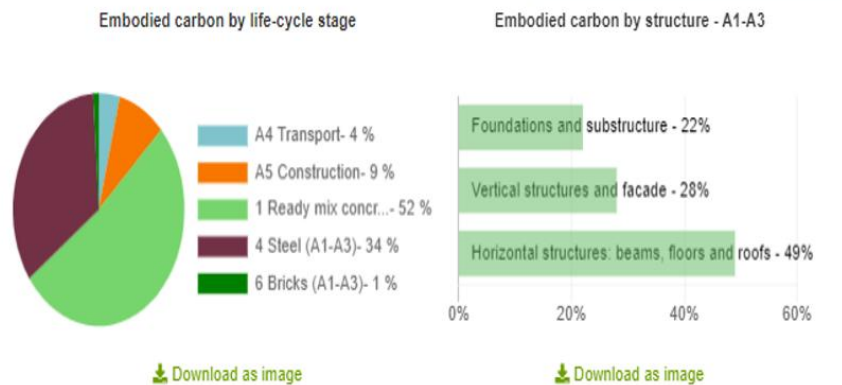 Embodied carbon by life-cycle stage
A4 Transport- 4 %
A5 Construction- 9 %
1 Ready mix concr...- 52 %
4 Steel (A1-A3)- 34 %
6 Bricks (A1-A3)- 1 %
Download as image
Embodied carbon by structure - A1-A3
Foundations and substructure - 22%
Vertical structures and facade - 28%
Horizontal structures: beams, floors and roofs - 49%
0% 20% 40% 60%
Download as image